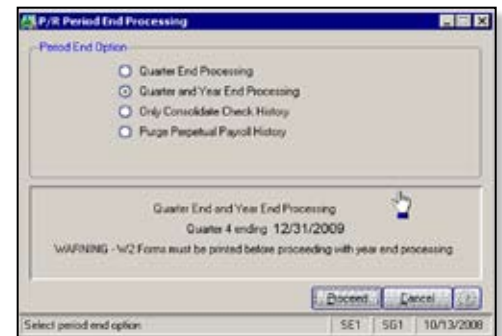 P/R Period End Processing
Period End Option
Quarter End Processing
Quarter and Year End Processing
Only Consolidate Check History
Purge Perpetual Payroll History
Quarter End and Year End Processing
Quarter 4 ending 12/31/2009
WARNING - W2 Forms must be printed before proceeding with year end processing
Proceed Cancel
Select period end option SE1 SG1 10/13/2008